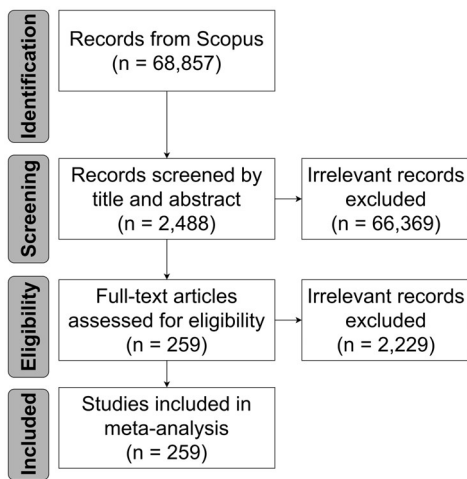 Identification
Records from Scopus
(n = 68,857)
Screening
Records screened by
title and abstract
(n = 2,488)
Irrelevant records
excluded
(n = 66,369)
Eligibility
Full-text articles
assessed for eligibility
(n = 259)
Irrelevant records
excluded
(n = 2,229)
Included
Studies included in
meta-analysis
(n = 259)